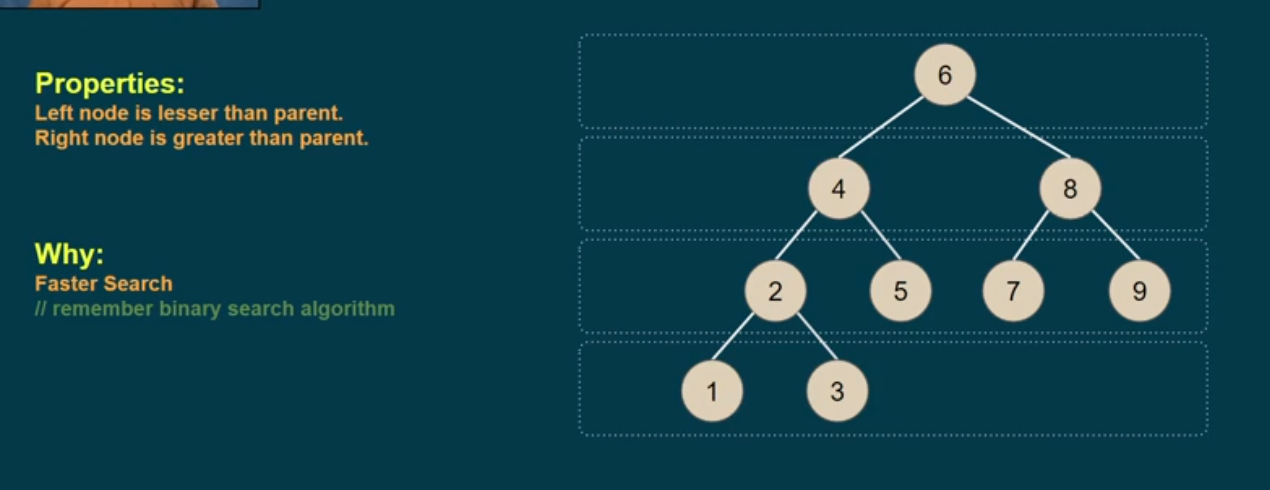 Properties:
Left node is lesser than parent.
Right node is greater than parent.
Why:
Faster Search
// remember binary search algorithm
6
4 8
2 5 7 9
1 3